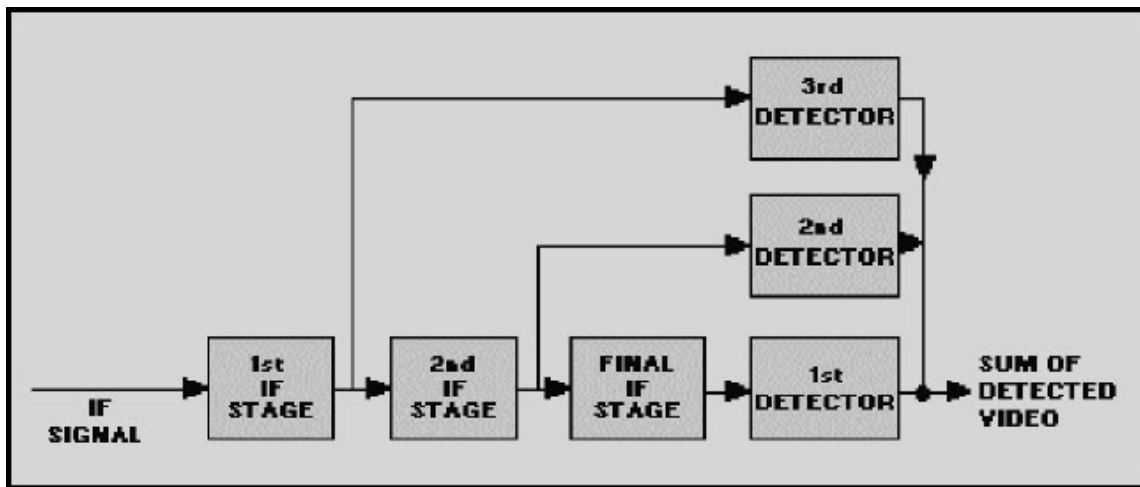 3rd
DETECTOR
2nd
DETECTOR
1st
IF
STAGE
2nd
IF
STAGE
FINAL
IF
STAGE
1st
DETECTOR
SUM OF
DETECTED
VIDEO
IF
SIGNAL